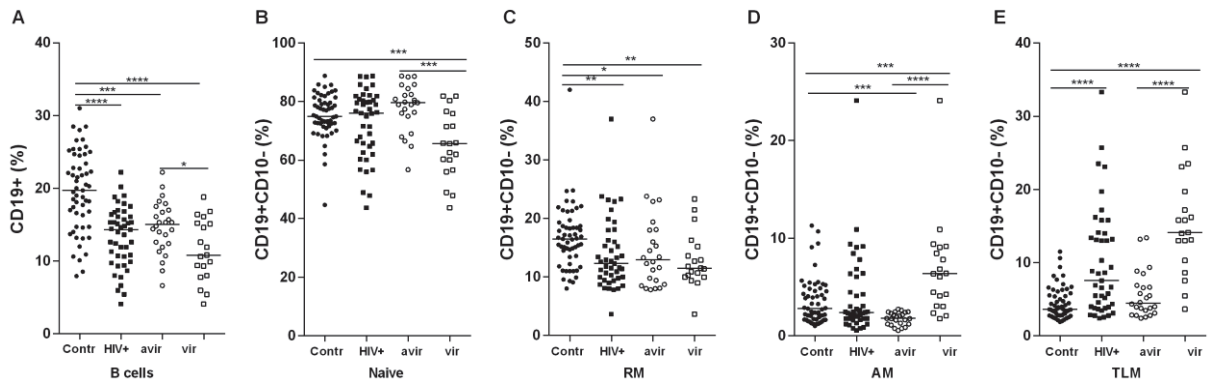 A
CD19+ (%)
40
30
20
10
0
****
***
****
*
Contr HIV+ avir vir
B cells
B
CD19+CD10- (%)
100
80
60
40
20
0
***
***
Contr HIV+ avir vir
Naive
C
CD19+CD10- (%)
50
40
30
20
10
0
**
*
**
Contr HIV+ avir vir
RM
D
CD19+CD10- (%)
30
20
10
0
***
****
***
Contr HIV+ avir vir
AM
E
CD19+CD10- (%)
40
30
20
10
0
****
****
****
Contr HIV+ avir vir
TLM